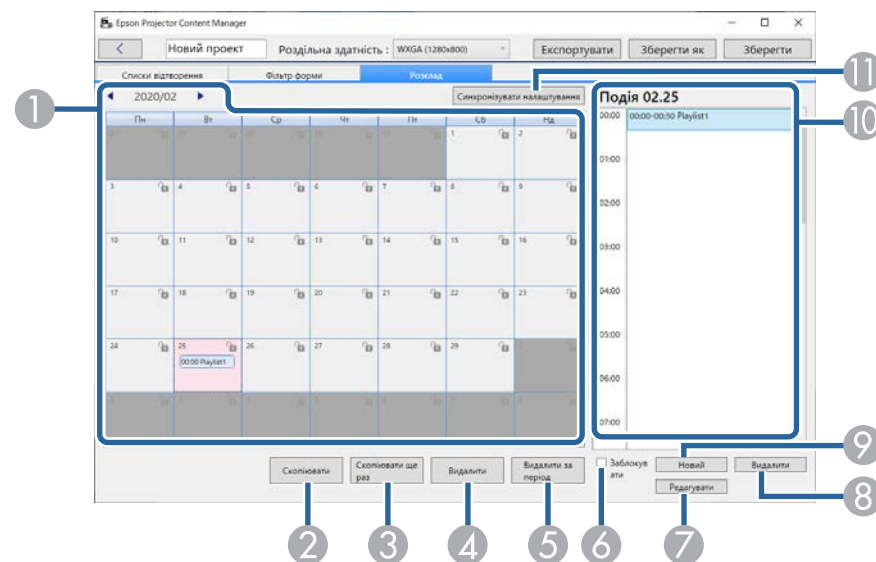 Epson Projector Content Manager
Новий проект
Роздільна здатність : WXGA (1280x800)
Експортувати
Зберегти як
Зберегти
Списки відтворення
Фільтр форми
Розклад
2020/02
Синхронізувати налаштування
Пн Вт Ср Чт Пт Сб Нд
1 2
3 4 5 6 7 8 9
10 11 12 13 14 15 16
17 18 19 20 21 22 23
24 25 26 27 28 29
00:00 Playlist1
Подія 02.25
00:00 00:00-00:30 Playlist1
01:00
02:00
03:00
04:00
05:00
06:00
07:00
Скопіювати
Скопіювати ще
раз
Видалити
Видалити за
період
Заблокув
ати
Новий
Видалити
Редагувати
1
2
3
4
5
6
7
8
9
10
11